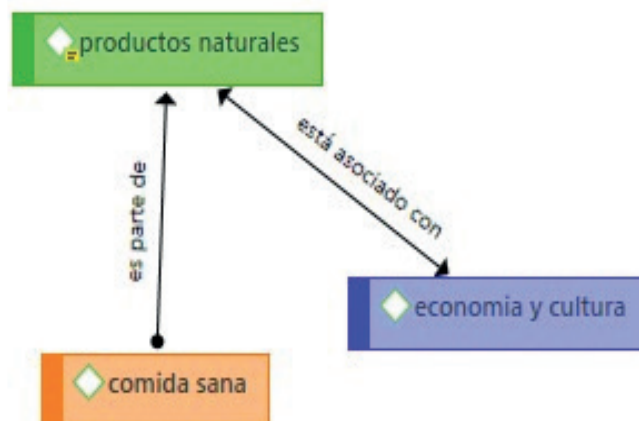 productos naturales
es parte de
está asociado con
economia y cultura
comida sana